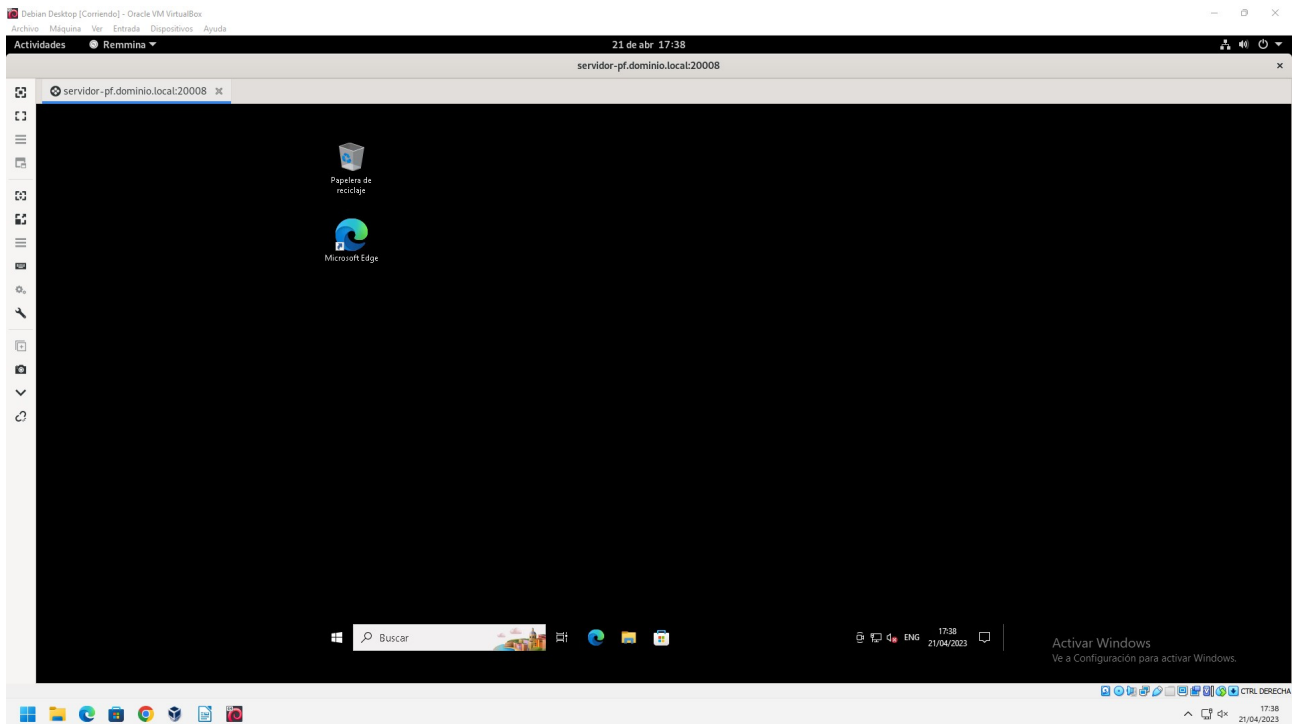 Debian Desktop [Corriendo] - Oracle VM VirtualBox
Archivo Máquina Ver Entrada Dispositivos Ayuda
Actividades Remmina 21 de abr 17:38
servidor-pf.dominio.local:20008
servidor-pf.dominio.local:20008
Papelera de
reciclaje
Microsoft Edge
Buscar
ENG
17:38
21/04/2023
Activar Windows
Ve a Configuración para activar Windows.
CTRL DERECHA
17:38
21/04/2023